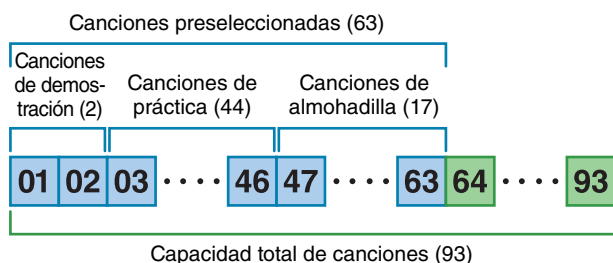 Canciones preseleccionadas (63)
Canciones
de demos-
tración (2)
Canciones de
práctica (44)
Canciones de
almohadilla (17)
01 02 03 ···· 46 47 ···· 63 64 ···· 93
Capacidad total de canciones (93)